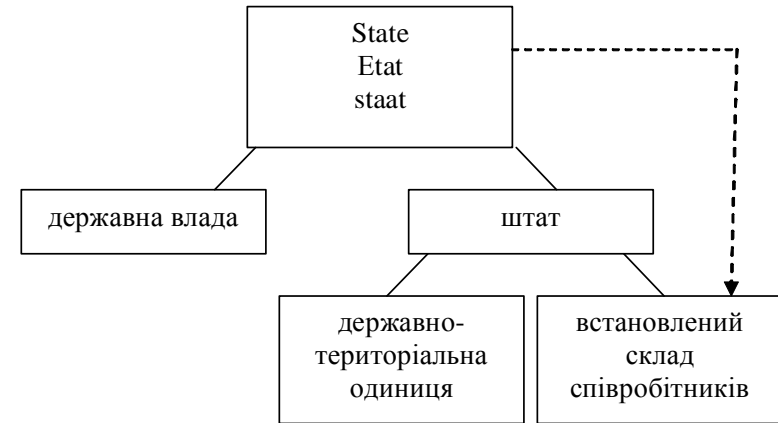 State
Etat
staat
державна влада
штат
державно-
територіальна
одиниця
встановлений
склад
співробітників